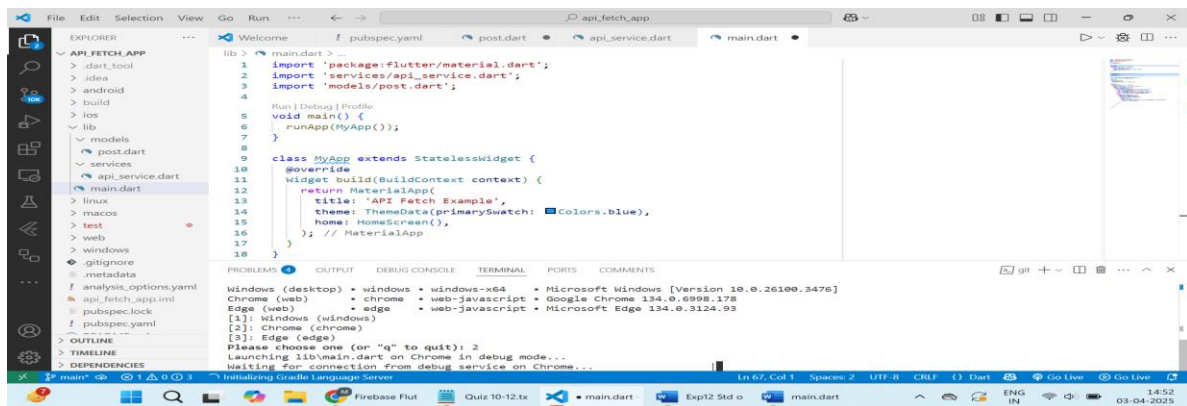 File Edit Selection View Go Run ... api_fetch_app
EXPLORER ... Welcome pubspec.yaml post.dart api_service.dart main.dart
API_FETCH_APP
lib > main.dart > ...
.dart_tool
.idea
android
build
ios
lib
models
post.dart
services
api_service.dart
main.dart
linux
macos
test
web
windows
.gitignore
.metadata
analysis_options.yaml
api_fetch_app.iml
pubspec.lock
pubspec.yaml
OUTLINE
TIMELINE
DEPENDENCIES
10K
1 import 'package:flutter/material.dart';
2 import 'services/api_service.dart';
3 import 'models/post.dart';
4
Run | Debug | Profile
5 void main() {
6 runApp(MyApp());
7 }
8
9 class MyApp extends StatelessWidget {
10 @override
11 Widget build(BuildContext context) {
12 return MaterialApp(
13 title: 'API Fetch Example',
14 theme: ThemeData(primarySwatch: Colors.blue),
15 home: HomeScreen(),
16 ); // MaterialApp
17 }
18 }
PROBLEMS 4 OUTPUT DEBUG CONSOLE TERMINAL PORTS COMMENTS git
Windows (desktop) • windows • windows-x64 • Microsoft Windows [Version 10.0.26100.3476]
Chrome (web) • chrome • web-javascript • Google Chrome 134.0.6998.178
Edge (web) • edge • web-javascript • Microsoft Edge 134.0.3124.93
[1]: Windows (windows)
[2]: Chrome (chrome)
[3]: Edge (edge)
Please choose one (or "q" to quit): 2
Launching lib\main.dart on Chrome in debug mode...
Waiting for connection from debug service on Chrome...
main* 1 0 3 Initializing Gradle Language Server Ln 67, Col 1 Spaces: 2 UTF-8 CRLF {} Dart Go Live Go Live
Firebase Flut Quiz 10-12.tx main.dart Exp12 Std o main.dart ENG IN 14:52 03-04-2025